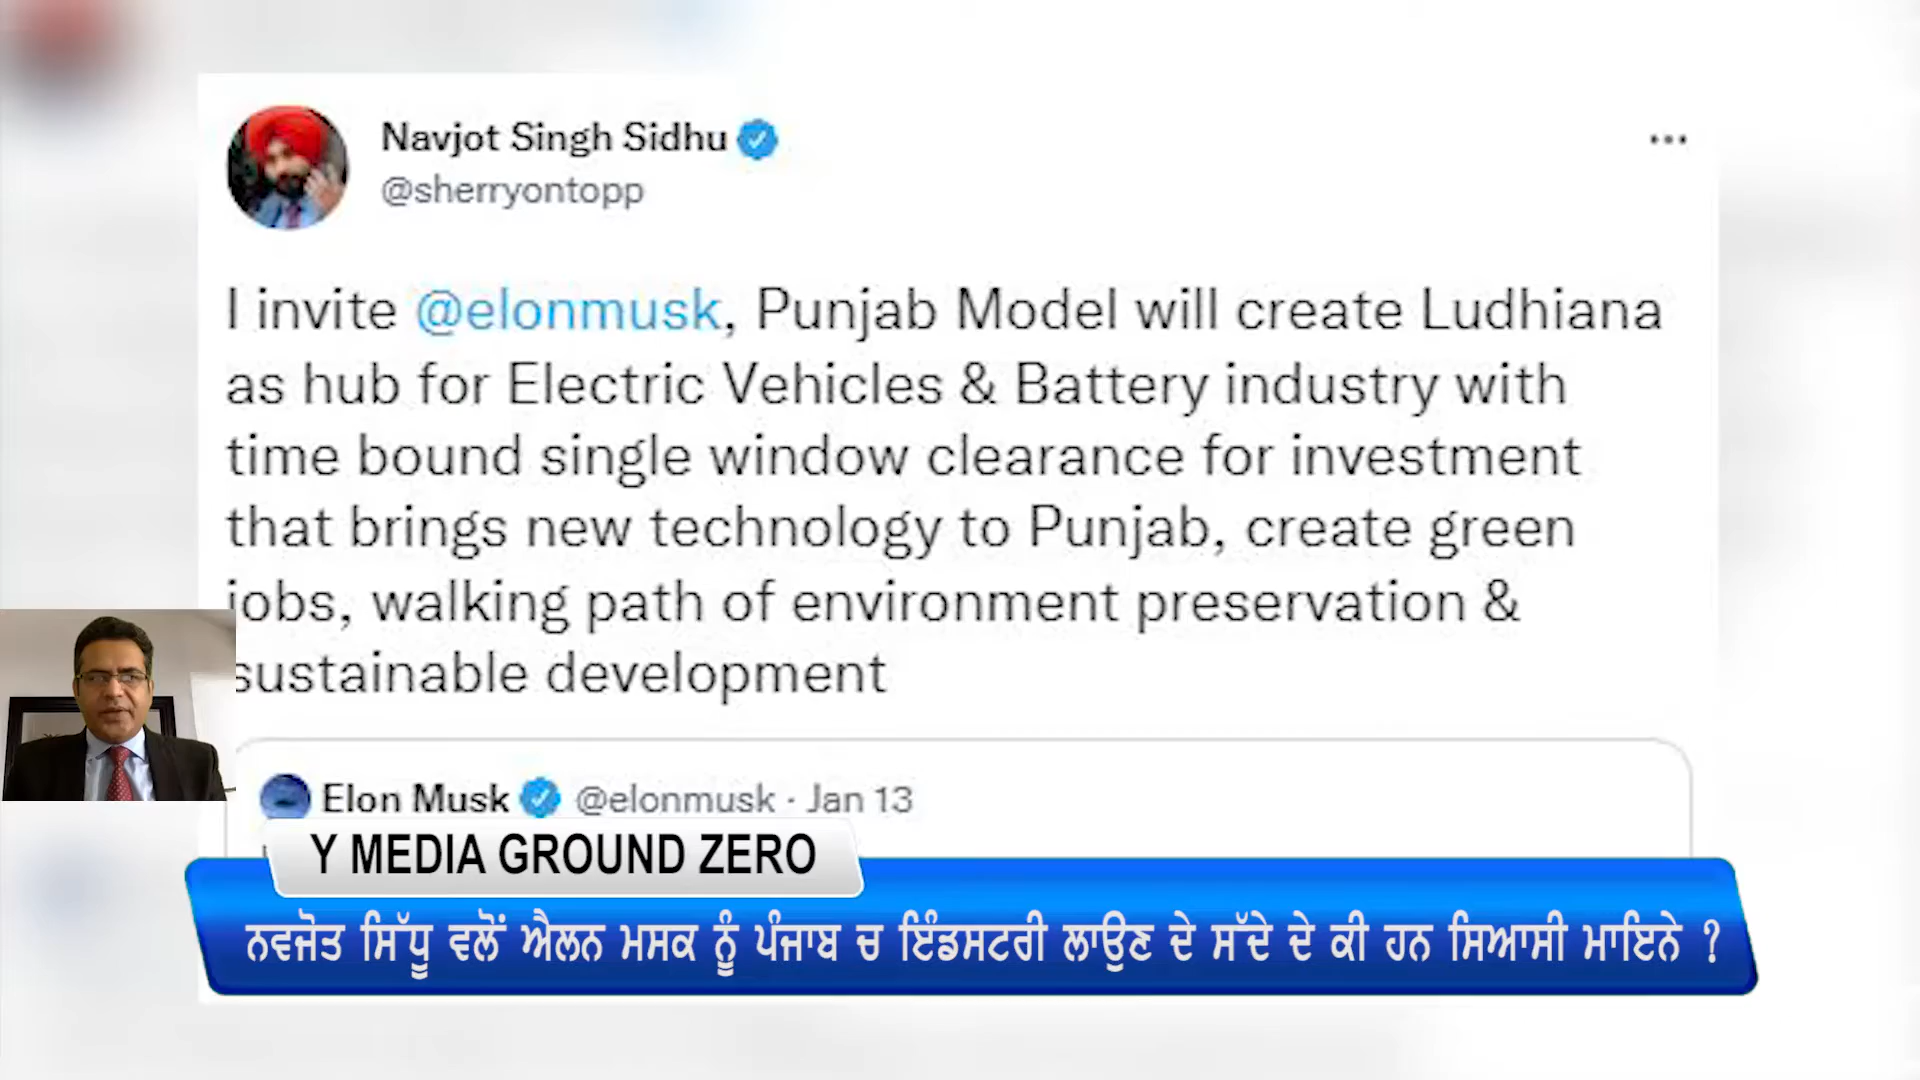 Navjot Singh Sidhu
@sherryontopp
I invite @elonmusk, Punjab Model will create Ludhiana
as hub for Electric Vehicles & Battery industry with
time bound single window clearance for investment
that brings new technology to Punjab, create green
jobs, walking path of environment preservation &
sustainable development
Elon Musk @elonmusk · Jan 13
Y MEDIA GROUND ZERO
ਨਵਜੋਤ ਸਿੱਧੂ ਵਲੋਂ ਐਲਨ ਮਸਕ ਨੂੰ ਪੰਜਾਬ ਚ ਇੰਡਸਟਰੀ ਲਾਉਣ ਦੇ ਸੱਦੇ ਦੇ ਕੀ ਹਨ ਸਿਆਸੀ ਮਾਇਨੇ ?